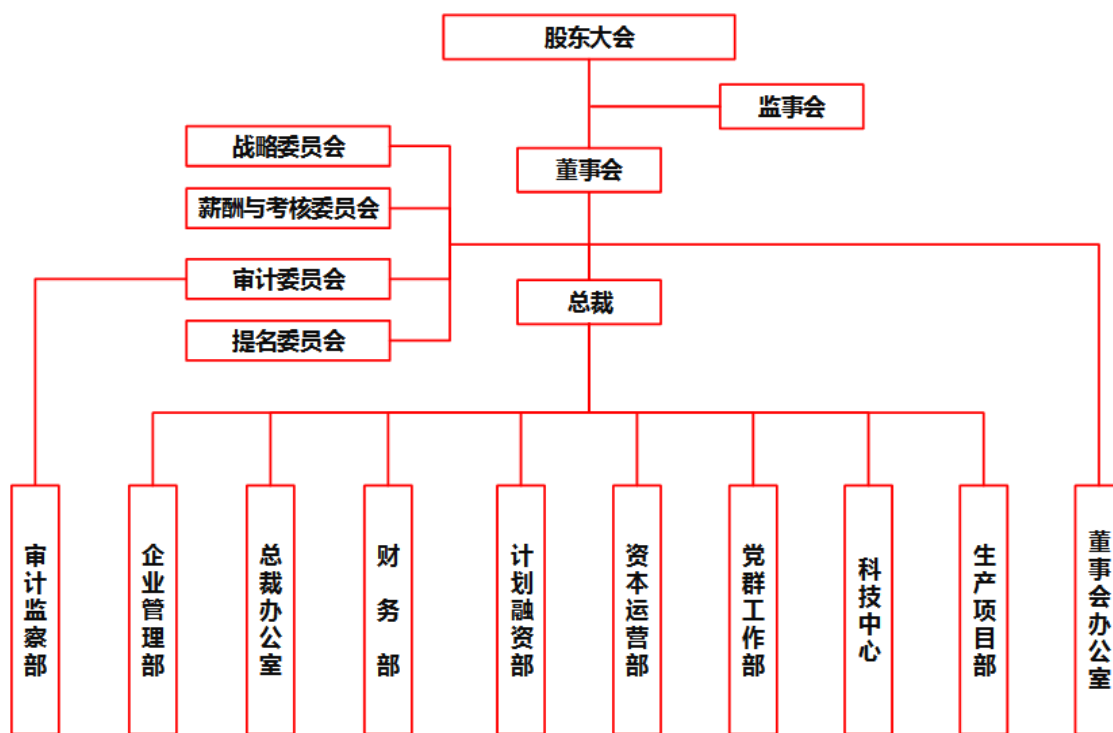 股东大会
监事会
战略委员会
董事会
薪酬与考核委员会
审计委员会
总裁
提名委员会
审计监察部
企业管理部
总裁办公室
财务部
计划融资部
资本运营部
党群工作部
科技中心
生产项目部
董事会办公室